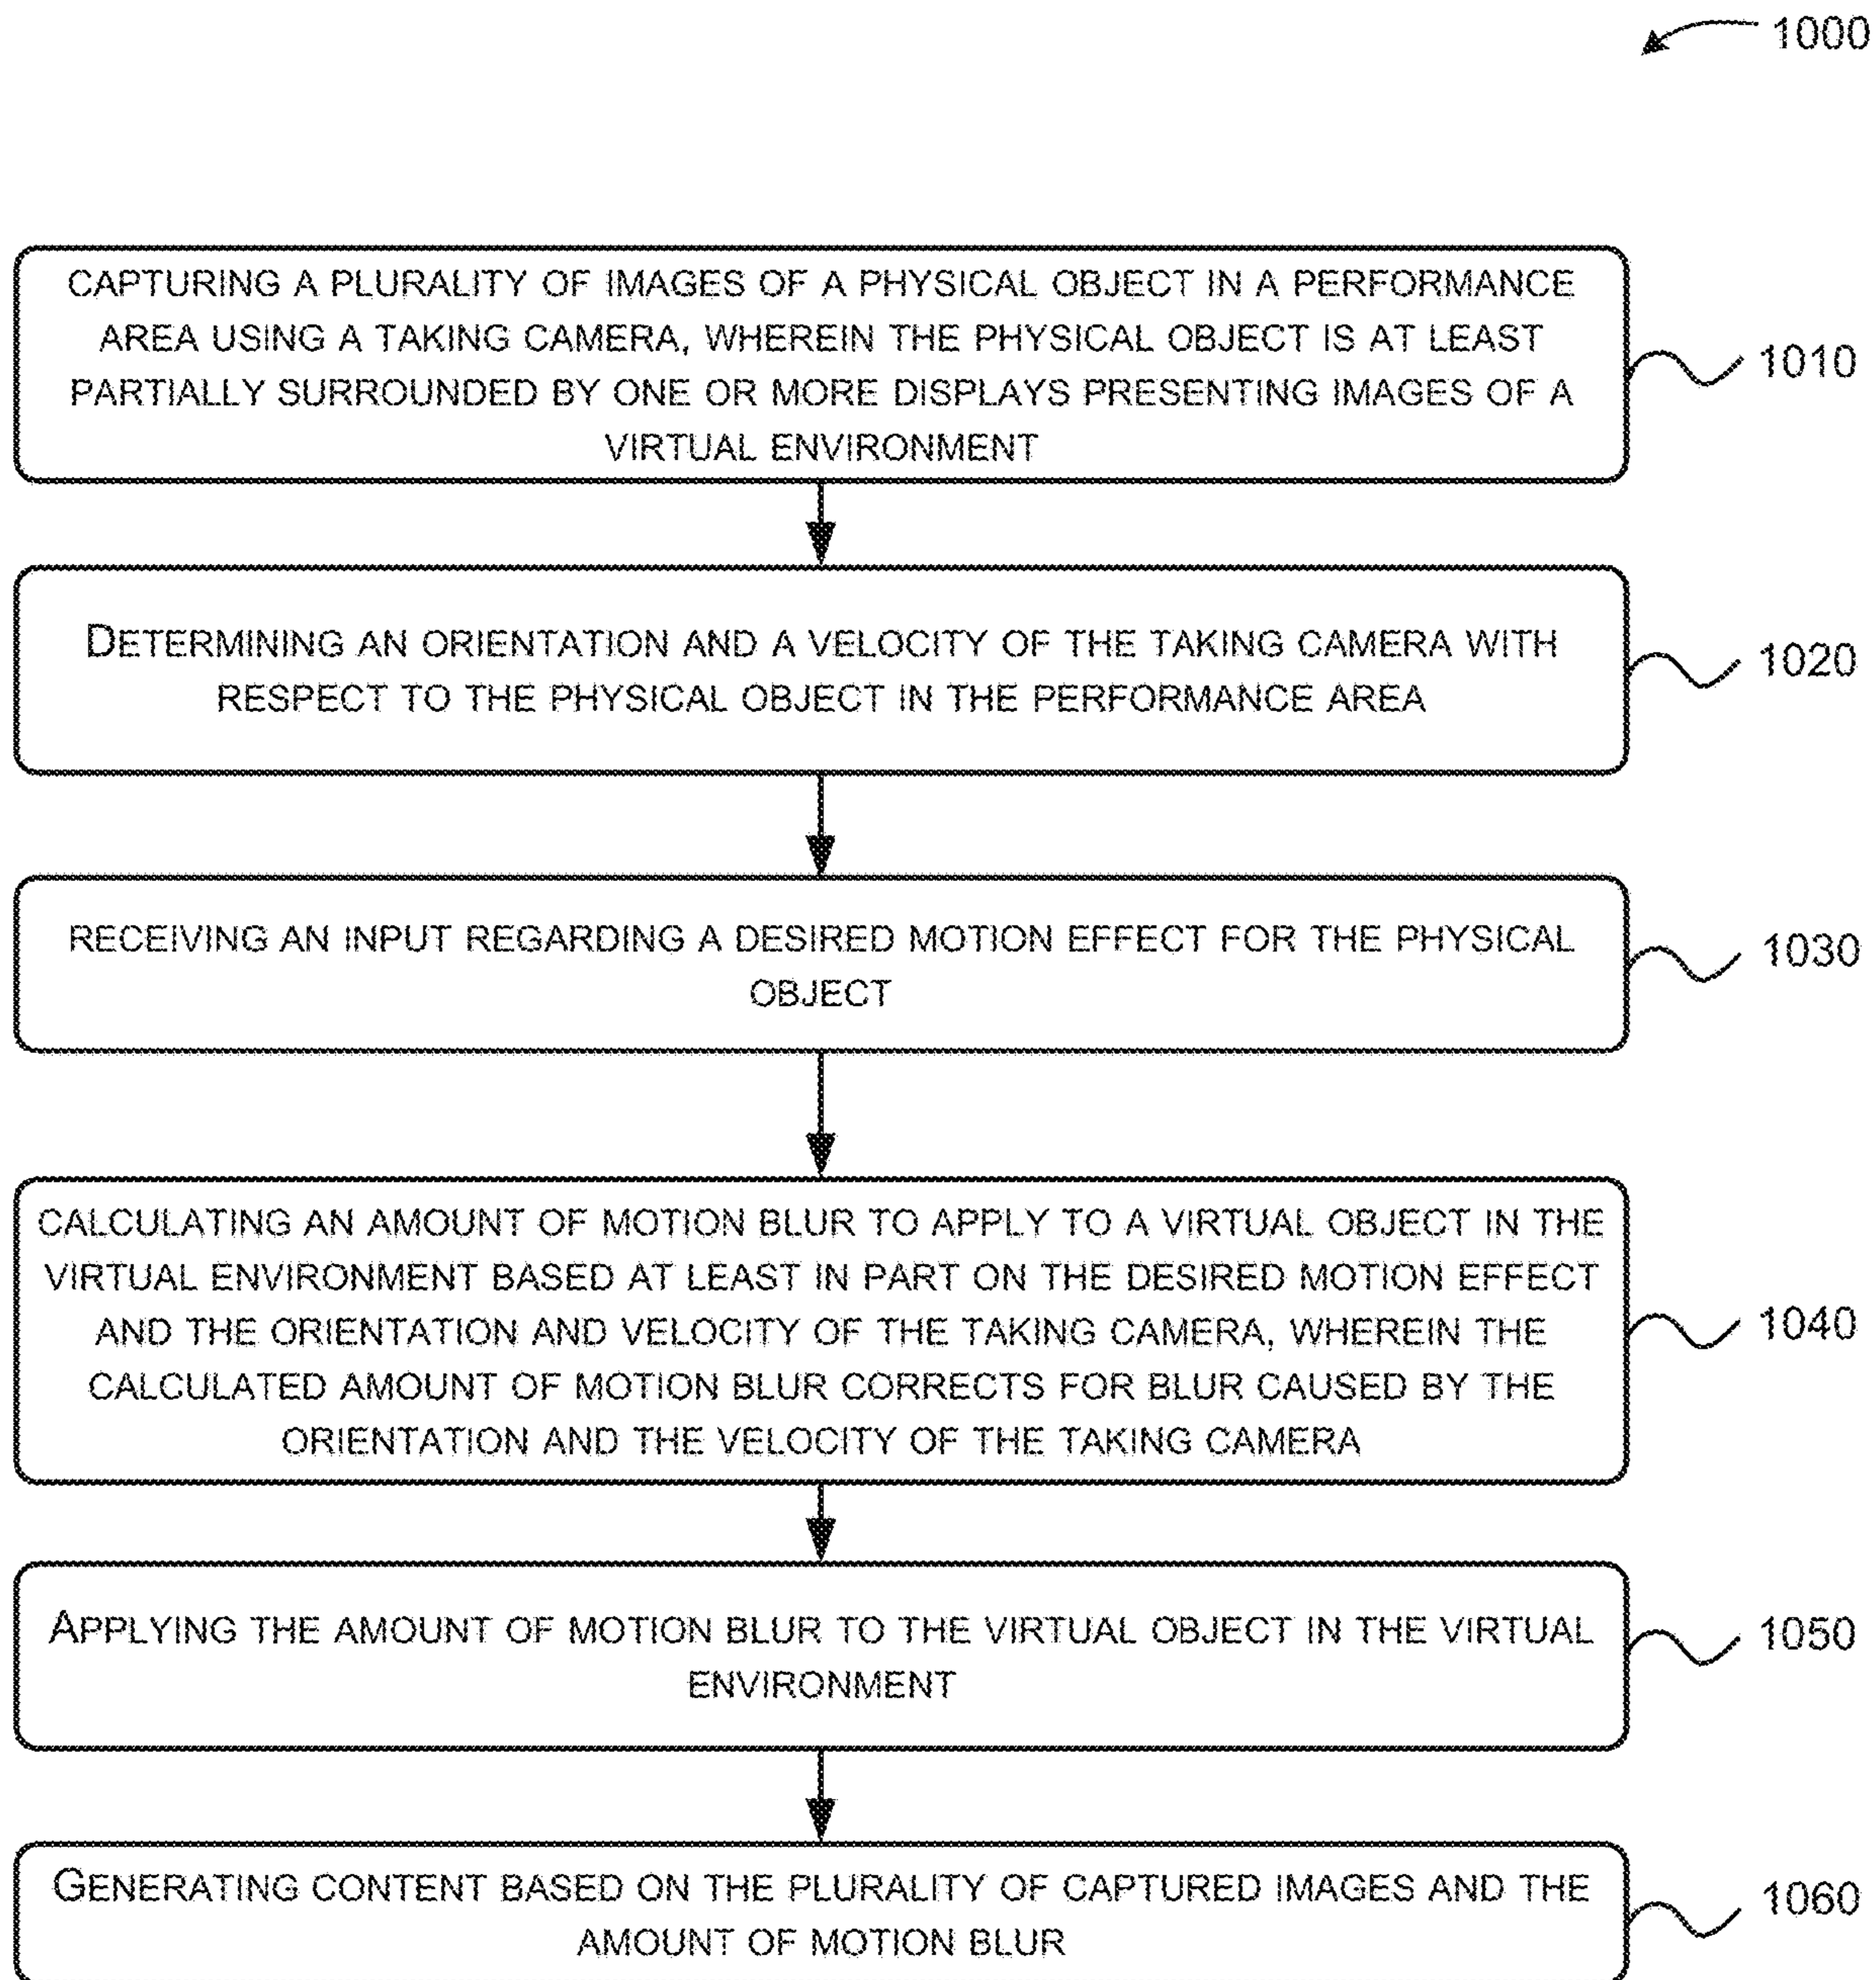 1000
CAPTURING A PLURALITY OF IMAGES OF A PHYSICAL OBJECT IN A PERFORMANCE
AREA USING A TAKING CAMERA, WHEREIN THE PHYSICAL OBJECT IS AT LEAST
PARTIALLY SURROUNDED BY ONE OR MORE DISPLAYS PRESENTING IMAGES OF A
VIRTUAL ENVIRONMENT
1010
DETERMINING AN ORIENTATION AND A VELOCITY OF THE TAKING CAMERA WITH
RESPECT TO THE PHYSICAL OBJECT IN THE PERFORMANCE AREA
1020
RECEIVING AN INPUT REGARDING A DESIRED MOTION EFFECT FOR THE PHYSICAL
OBJECT
1030
CALCULATING AN AMOUNT OF MOTION BLUR TO APPLY TO A VIRTUAL OBJECT IN THE
VIRTUAL ENVIRONMENT BASED AT LEAST IN PART ON THE DESIRED MOTION EFFECT
AND THE ORIENTATION AND VELOCITY OF THE TAKING CAMERA, WHEREIN THE
CALCULATED AMOUNT OF MOTION BLUR CORRECTS FOR BLUR CAUSED BY THE
ORIENTATION AND THE VELOCITY OF THE TAKING CAMERA
1040
APPLYING THE AMOUNT OF MOTION BLUR TO THE VIRTUAL OBJECT IN THE VIRTUAL
ENVIRONMENT
1050
GENERATING CONTENT BASED ON THE PLURALITY OF CAPTURED IMAGES AND THE
AMOUNT OF MOTION BLUR
1060